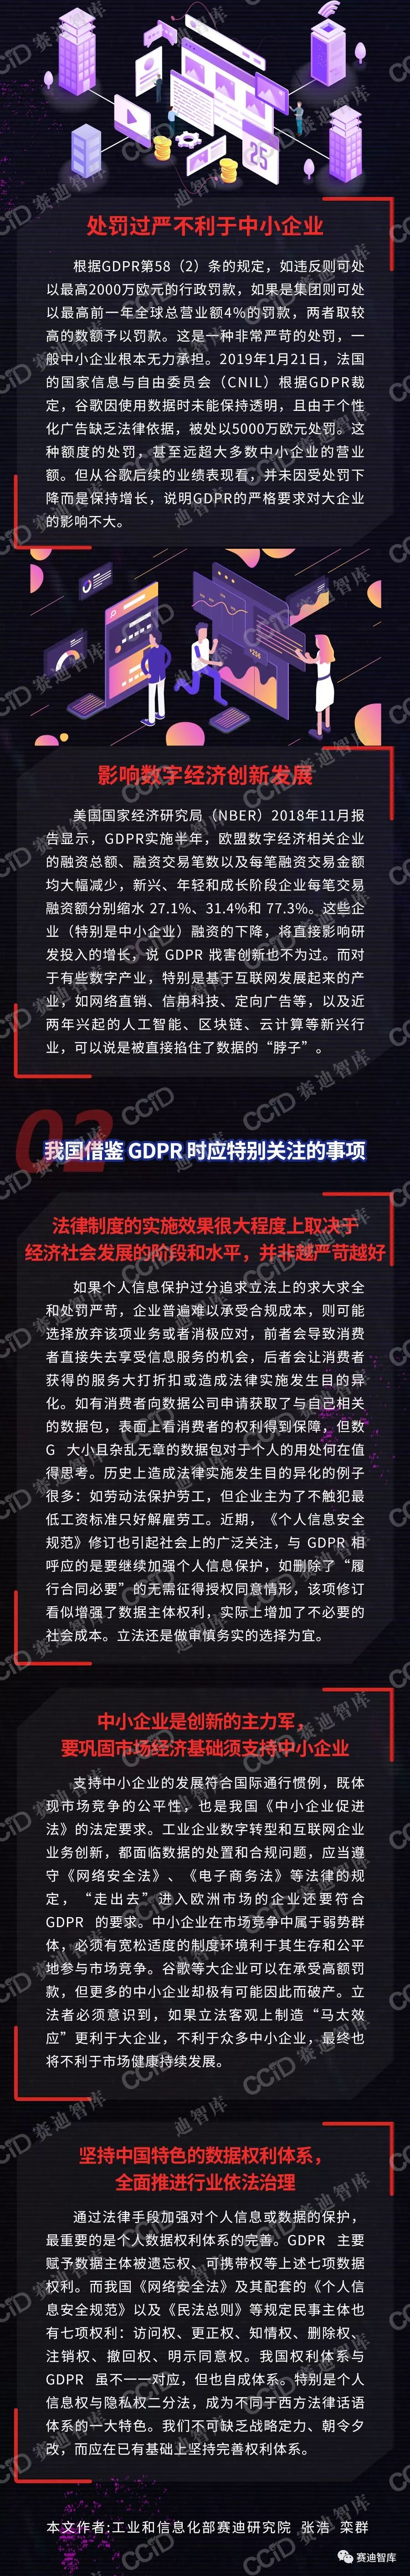 25
处罚过严不利于中小企业
根据GDPR第58（2）条的规定，如违反则可处
以最高2000万欧元的行政罚款，如果是集团则可处
以最高前一年全球总营业额4%的罚款，两者取较
高的数额予以罚款。这是一种非常严苛的处罚，一
般中小企业根本无力承担。2019年1月21日，法国
的国家信息与自由委员会（CNIL）根据GDPR裁
定，谷歌因使用数据时未能保持透明，且由于个性
化广告缺乏法律依据，被处以5000万欧元处罚。这
种额度的处罚，甚至远超大多数中小企业的营业
额。但从谷歌后续的业绩表现看，并未因受处罚下
降而是保持增长，说明GDPR的严格要求对大企业
的影响不大。
影响数字经济创新发展
美国国家经济研究局（NBER）2018年11月报
告显示，GDPR实施半年，欧盟数字经济相关企业
的融资总额、融资交易笔数以及每笔融资交易金额
均大幅减少，新兴、年轻和成长阶段企业每笔交易
融资额分别缩水 27.1%、31.4%和 77.3%。这些企
业（特别是中小企业）融资的下降，将直接影响研
发投入的增长，说 GDPR 戕害创新也不为过。而对
于有些数字产业，特别是基于互联网发展起来的产
业，如网络直销、信用科技、定向广告等，以及近
两年兴起的人工智能、区块链、云计算等新兴行
业，可以说是被直接掐住了数据的“脖子”。
02
我国借鉴 GDPR 时应特别关注的事项
法律制度的实施效果很大程度上取决于
经济社会发展的阶段和水平，并非越严苛越好
如果个人信息保护过分追求立法上的求大求全
和处罚严苛，企业普遍难以承受合规成本，则可能
选择放弃该项业务或者消极应对，前者会导致消费
者直接失去享受信息服务的机会，后者会让消费者
获得的服务大打折扣或造成法律实施发生目的异
化。如有消费者向数据公司申请获取了与自己相关
的数据包，表面上看消费者的权利得到保障，但数
G 大小且杂乱无章的数据包对于个人的用处何在值
得思考。历史上造成法律实施发生目的异化的例子
很多：如劳动法保护劳工，但企业主为了不触犯最
低工资标准只好解雇劳工。近期，《个人信息安全
规范》修订也引起社会上的广泛关注，与 GDPR 相
呼应的是要继续加强个人信息保护，如删除了“履
行合同必要”的无需征得授权同意情形，该项修订
看似增强了数据主体权利，实际上增加了不必要的
社会成本。立法还是做审慎务实的选择为宜。
中小企业是创新的主力军，
要巩固市场经济基础须支持中小企业
支持中小企业的发展符合国际通行惯例，既体
现市场竞争的公平性，也是我国《中小企业促进
法》的法定要求。工业企业数字转型和互联网企业
业务创新，都面临数据的处置和合规问题，应当遵
守《网络安全法》、《电子商务法》等法律的规
定，“走出去”进入欧洲市场的企业还要符合
GDPR 的要求。中小企业在市场竞争中属于弱势群
体，必须有宽松适度的制度环境利于其生存和公平
地参与市场竞争。谷歌等大企业可以在承受高额罚
款，但更多的中小企业却极有可能因此而破产。立
法者必须意识到，如果立法客观上制造“马太效
应”更利于大企业，不利于众多中小企业，最终也
将不利于市场健康持续发展。
坚持中国特色的数据权利体系，
全面推进行业依法治理
通过法律手段加强对个人信息或数据的保护，
最重要的是个人数据权利体系的完善。GDPR 主要
赋予数据主体被遗忘权、可携带权等上述七项数据
权利。而我国《网络安全法》及其配套的《个人信
息安全规范》以及《民法总则》等规定民事主体也
有七项权利：访问权、更正权、知情权、删除权、
注销权、撤回权、明示同意权。我国权利体系与
GDPR 虽不一一对应，但也自成体系。特别是个人
信息权与隐私权二分法，成为不同于西方法律话语
体系的一大特色。我们不可缺乏战略定力、朝令夕
改，而应在已有基础上坚持完善权利体系。
本文作者:工业和信息化部赛迪研究院 张浩 栾群
赛迪智库